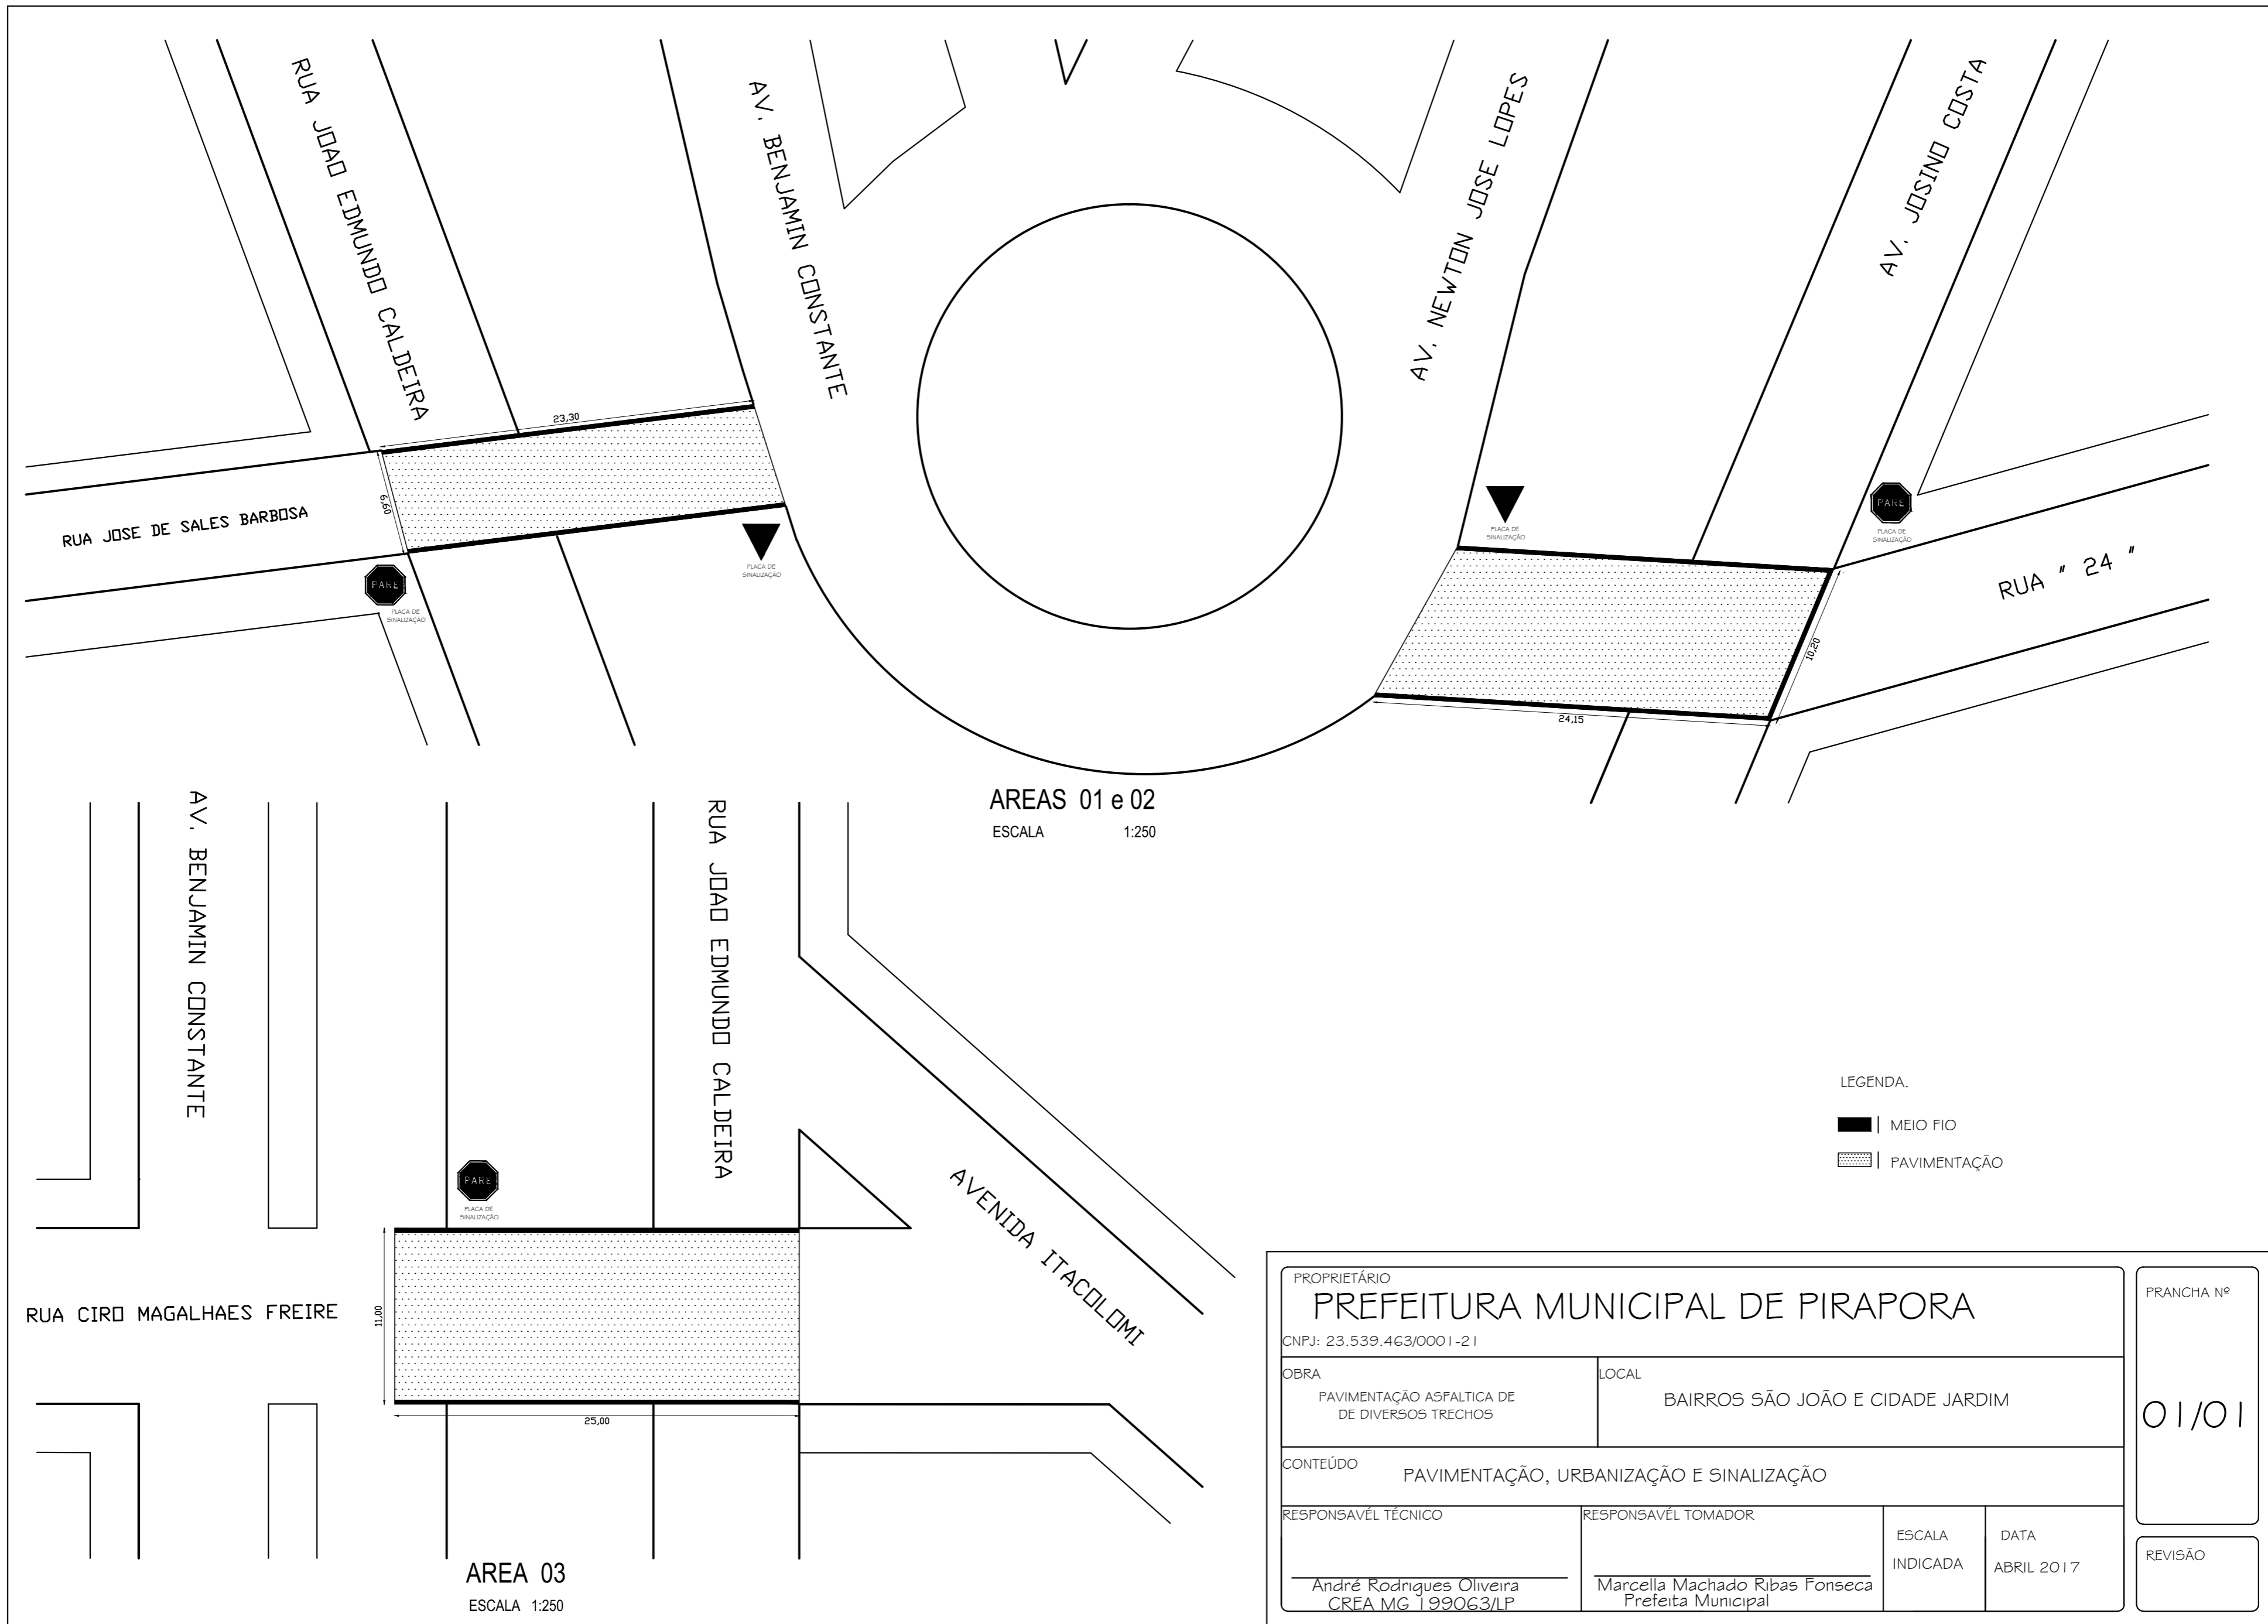 RUA JOAO EDMUNDO CALDEIRA
AV. BENJAMIN CONSTANTE
AV. NEWTON JOSE LOPES
AV. JOSINO COSTA
23,30
6,60
RUA JOSE DE SALES BARBOSA
PARE
PLACA DE
SINALIZAÇÃO
PLACA DE
SINALIZAÇÃO
PLACA DE
SINALIZAÇÃO
PARE
PLACA DE
SINALIZAÇÃO
RUA " 24 "
10,20
24,15
AREAS 01 e 02
ESCALA 1:250
AV. BENJAMIN CONSTANTE
RUA JOAO EDMUNDO CALDEIRA
AVENIDA ITACOLOMI
PARE
PLACA DE
SINALIZAÇÃO
RUA CIRO MAGALHAES FREIRE
11,00
25,00
AREA 03
ESCALA 1:250
LEGENDA.
MEIO FIO
PAVIMENTAÇÃO
PROPRIETÁRIO
PREFEITURA MUNICIPAL DE PIRAPORA
CNPJ: 23.539.463/0001-21
OBRA
PAVIMENTAÇÃO ASFALTICA DE
DE DIVERSOS TRECHOS
LOCAL
BAIRROS SÃO JOÃO E CIDADE JARDIM
CONTEÚDO
PAVIMENTAÇÃO, URBANIZAÇÃO E SINALIZAÇÃO
RESPONSAVÉL TÉCNICO
André Rodrigues Oliveira
CREA MG 199063/LP
RESPONSAVÉL TOMADOR
Marcella Machado Ribas Fonseca
Prefeita Municipal
ESCALA
INDICADA
DATA
ABRIL 2017
PRANCHA Nº
01/01
REVISÃO